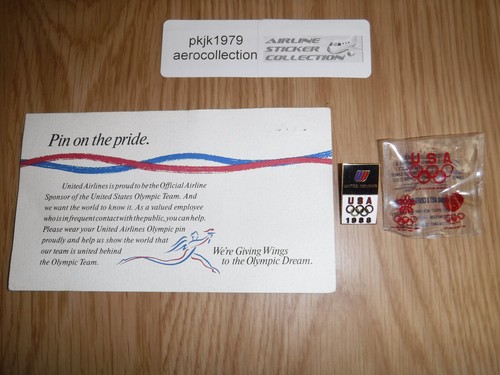 pkjk1979
aerocollection
AIRLINE
STICKER
COLLECTION
Pin on the pride.
United Airlines is proud to be the Official Airline
Sponsor of the United States Olympic Team. And
we want the world to know it. As a valued employee
who is in frequent contact with the public, you can help.
Please wear your United Airlines Olympic pin
proudly and help us show the world that
our team is united behind
the Olympic Team.
We're Giving Wings
to the Olympic Dream.
UNITED AIRLINES
USA
1988
USA